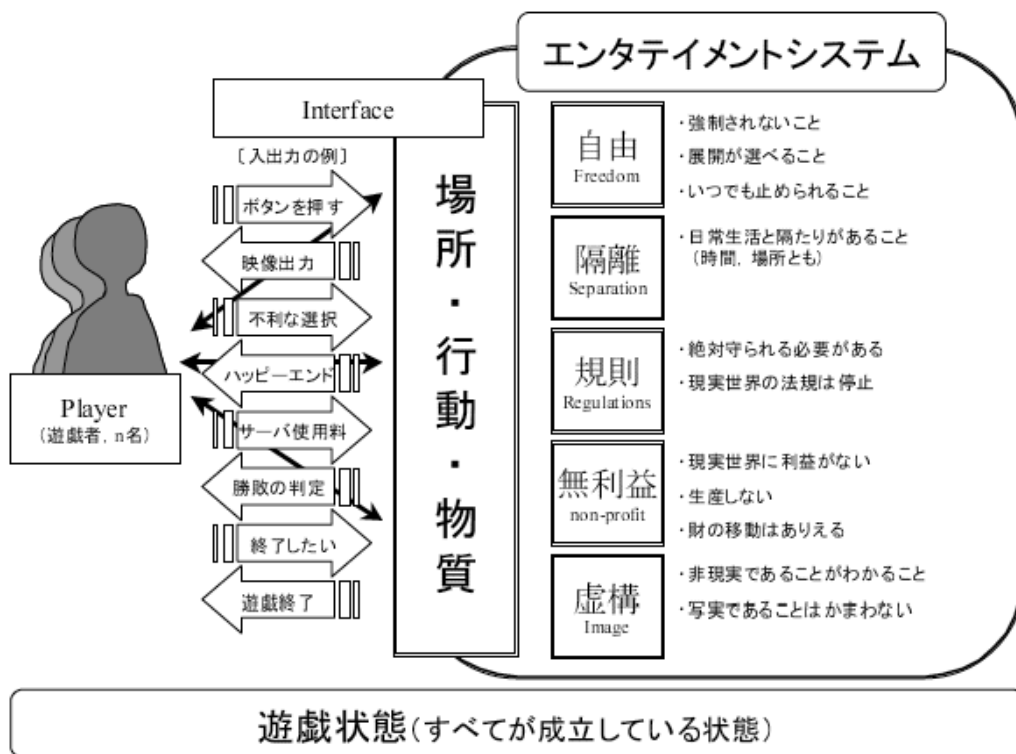 エンタテイメントシステム
Interface
〔入出力の例〕
ボタンを押す
映像出力
不利な選択
ハッピーエンド
サーバ使用料
勝敗の判定
終了したい
遊戯終了
Player
(遊戯者, n名)
場所・行動・物質
自由
Freedom
・強制されないこと
・展開が選べること
・いつでも止められること
隔離
Separation
・日常生活と隔たりがあること
(時間, 場所とも)
規則
Regulations
・絶対守られる必要がある
・現実世界の法規は停止
無利益
non-profit
・現実世界に利益がない
・生産しない
・財の移動はありえる
虚構
Image
・非現実であることがわかること
・写実であることはかまわない
遊戯状態(すべてが成立している状態)